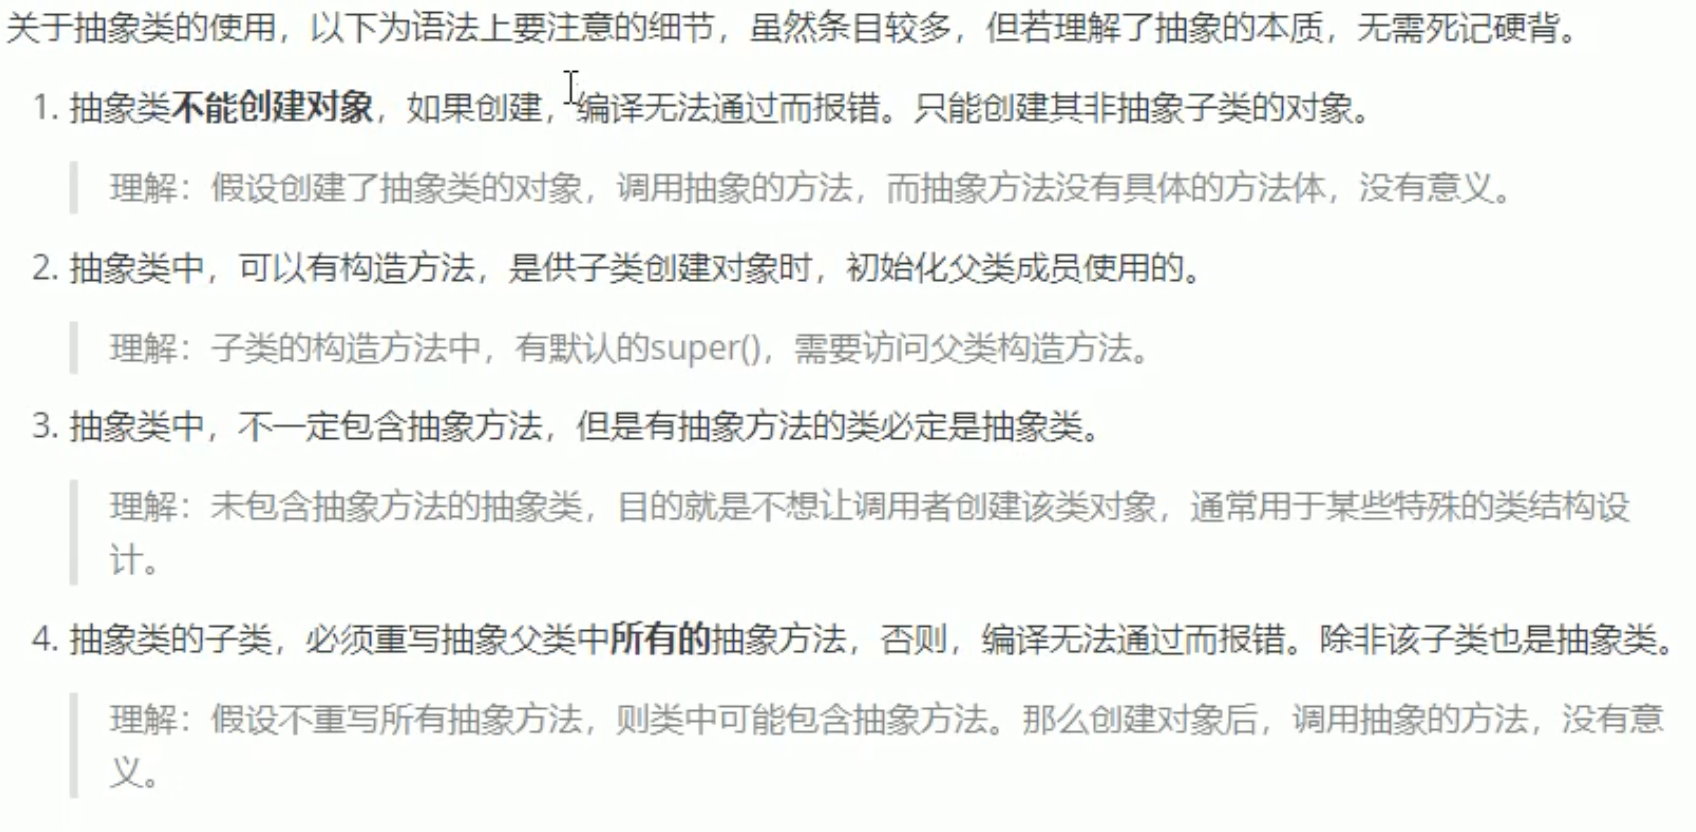 关于抽象类的使用，以下为语法上要注意的细节，虽然条目较多，但若理解了抽象的本质，无需死记硬背。
1. 抽象类不能创建对象，如果创建，编译无法通过而报错。只能创建其非抽象子类的对象。
理解：假设创建了抽象类的对象，调用抽象的方法，而抽象方法没有具体的方法体，没有意义。
2. 抽象类中，可以有构造方法，是供子类创建对象时，初始化父类成员使用的。
理解：子类的构造方法中，有默认的super()，需要访问父类构造方法。
3. 抽象类中，不一定包含抽象方法，但是有抽象方法的类必定是抽象类。
理解：未包含抽象方法的抽象类，目的就是不想让调用者创建该类对象，通常用于某些特殊的类结构设
计。
4. 抽象类的子类，必须重写抽象父类中所有的抽象方法，否则，编译无法通过而报错。除非该子类也是抽象类。
理解：假设不重写所有抽象方法，则类中可能包含抽象方法。那么创建对象后，调用抽象的方法，没有意
义。